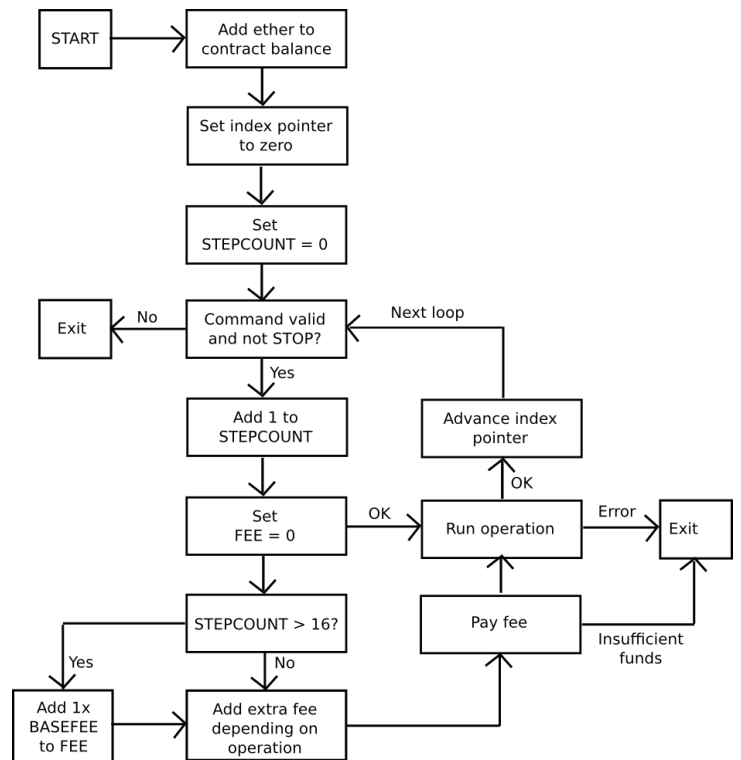 START
Add ether to
contract balance
Set index pointer
to zero
Set
STEPCOUNT = 0
Exit
No
Command valid
and not STOP?
Next loop
Yes
Add 1 to
STEPCOUNT
Advance index
pointer
OK
Set
FEE = 0
OK
Run operation
Error
Exit
STEPCOUNT > 16?
Pay fee
Insufficient
funds
Yes
No
Add 1x
BASEFEE
to FEE
Add extra fee
depending on
operation